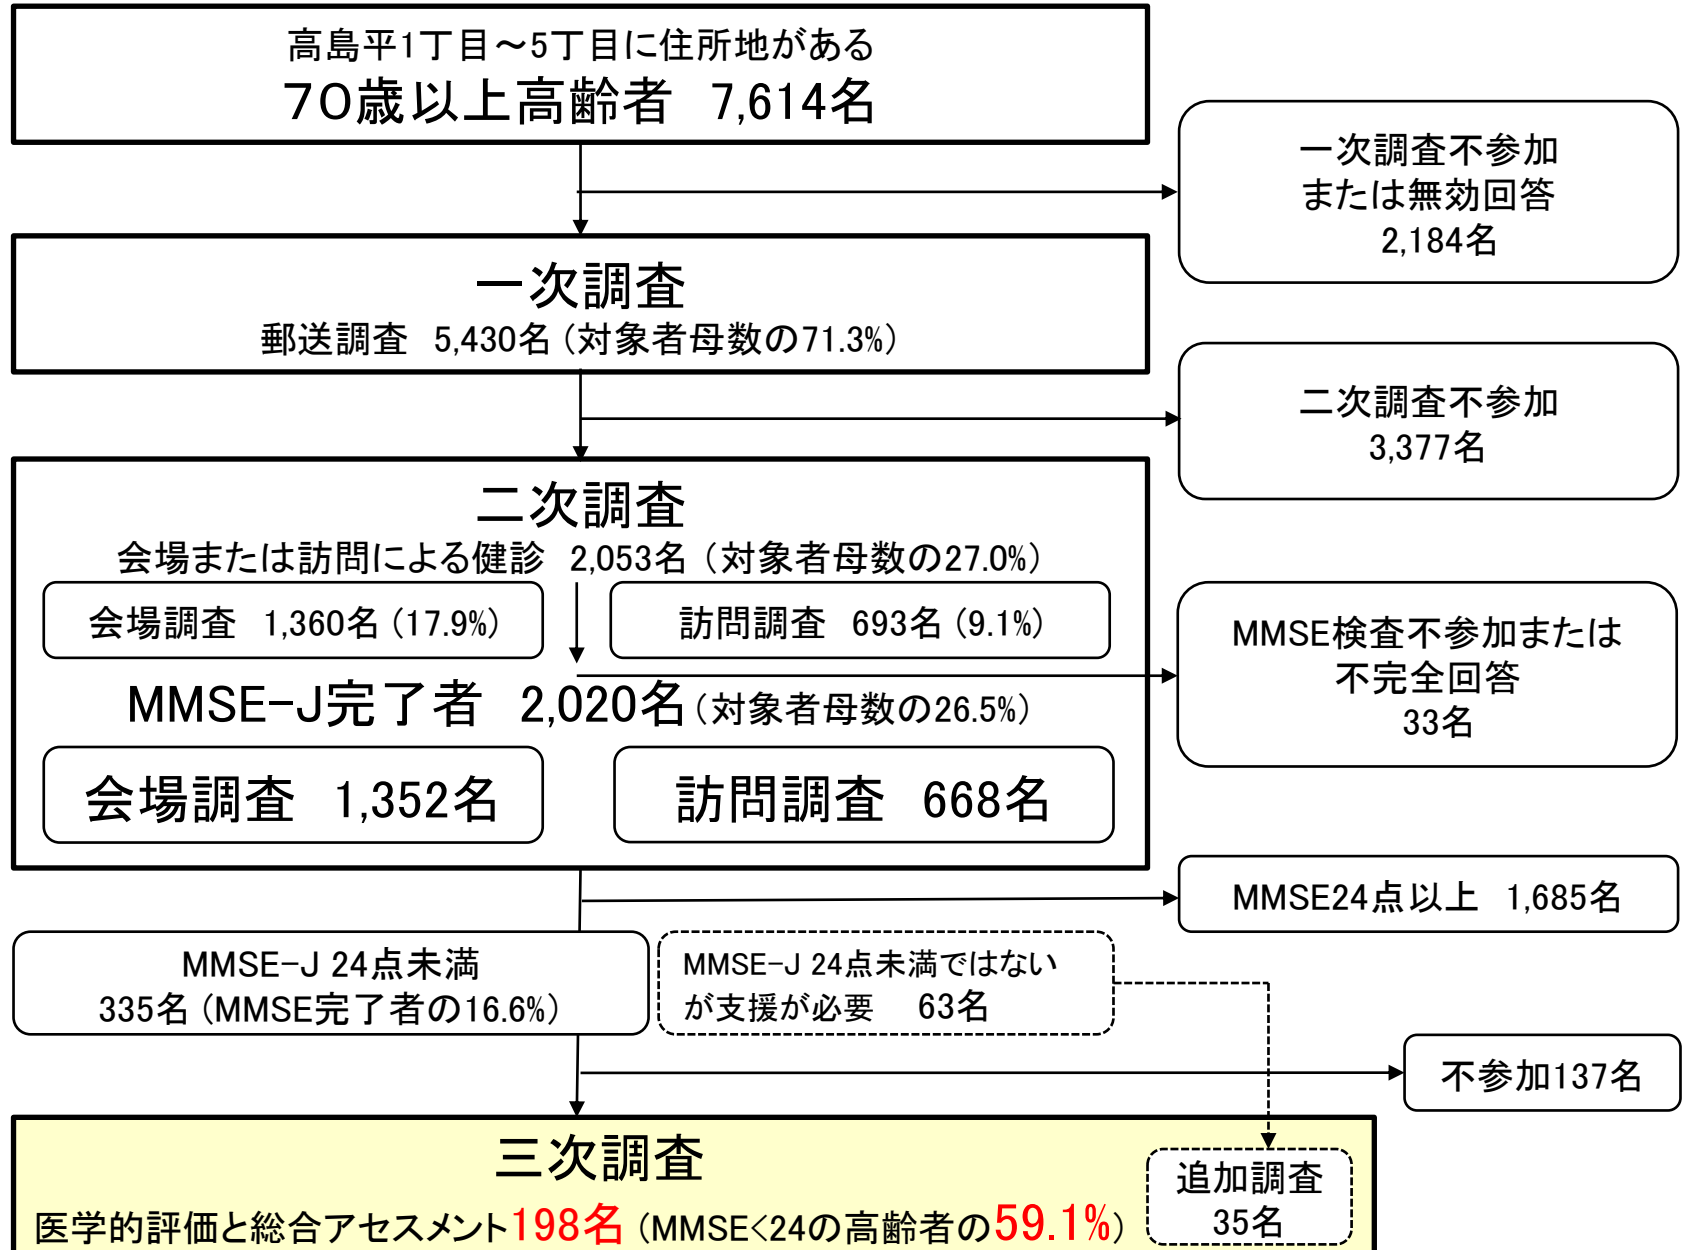 高島平1丁目～5丁目に住所地がある
70歳以上高齢者 7,614名
一次調査不参加
または無効回答
2,184名
一次調査
郵送調査 5,430名（対象者母数の71.3%）
二次調査不参加
3,377名
二次調査
会場または訪問による健診 2,053名（対象者母数の27.0%）
会場調査 1,360名（17.9%）
訪問調査 693名（9.1%）
MMSE検査不参加または
不完全回答
33名
MMSE-J完了者 2,020名（対象者母数の26.5%）
会場調査 1,352名
訪問調査 668名
MMSE24点以上 1,685名
MMSE-J 24点未満
335名（MMSE完了者の16.6%）
MMSE-J 24点未満ではない
が支援が必要 63名
不参加137名
三次調査
医学的評価と総合アセスメント198名（MMSE<24の高齢者の59.1%）
追加調査
35名